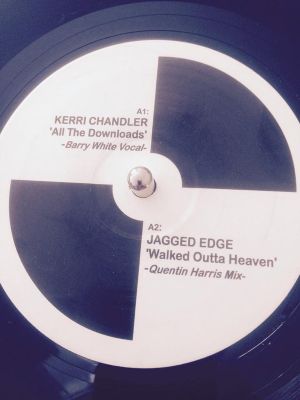 A1:
KERRI CHANDLER
'All The Downloads'
-Barry White Vocal-
A2:
JAGGED EDGE
'Walked Outta Heaven'
-Quentin Harris Mix-